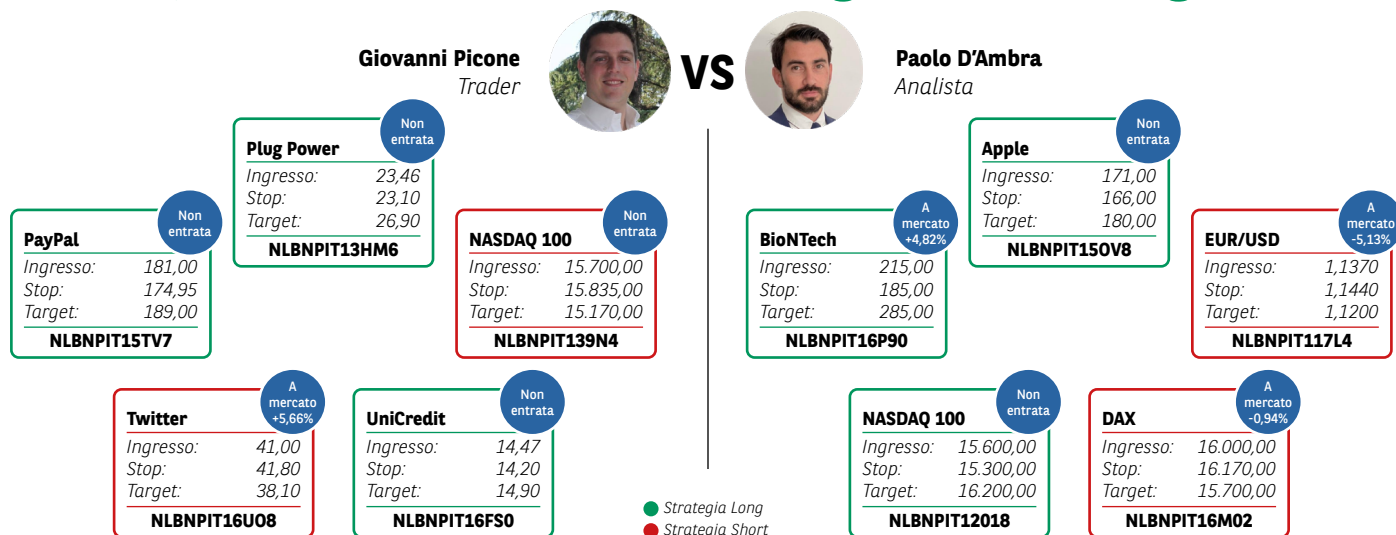 Giovanni Picone
Trader
VS
Paolo D'Ambra
Analista
Non
entrata
Plug Power
Ingresso: 23,46
Stop: 23,10
Target: 26,90
NLBNPIT13HM6
Non
entrata
PayPal
Ingresso: 181,00
Stop: 174,95
Target: 189,00
NLBNPIT15TV7
Non
entrata
NASDAQ 100
Ingresso: 15.700,00
Stop: 15.835,00
Target: 15.170,00
NLBNPIT139N4
A
mercato
+5,66%
Twitter
Ingresso: 41,00
Stop: 41,80
Target: 38,10
NLBNPIT16UO8
Non
entrata
UniCredit
Ingresso: 14,47
Stop: 14,20
Target: 14,90
NLBNPIT16FS0
Non
entrata
Apple
Ingresso: 171,00
Stop: 166,00
Target: 180,00
NLBNPIT15OV8
A
mercato
+4,82%
BioNTech
Ingresso: 215,00
Stop: 185,00
Target: 285,00
NLBNPIT16P90
A
mercato
-5,13%
EUR/USD
Ingresso: 1,1370
Stop: 1,1440
Target: 1,1200
NLBNPIT117L4
Non
entrata
NASDAQ 100
Ingresso: 15.600,00
Stop: 15.300,00
Target: 16.200,00
NLBNPIT12018
A
mercato
-0,94%
DAX
Ingresso: 16.000,00
Stop: 16.170,00
Target: 15.700,00
NLBNPIT16M02
Strategia Long
Strategia Short